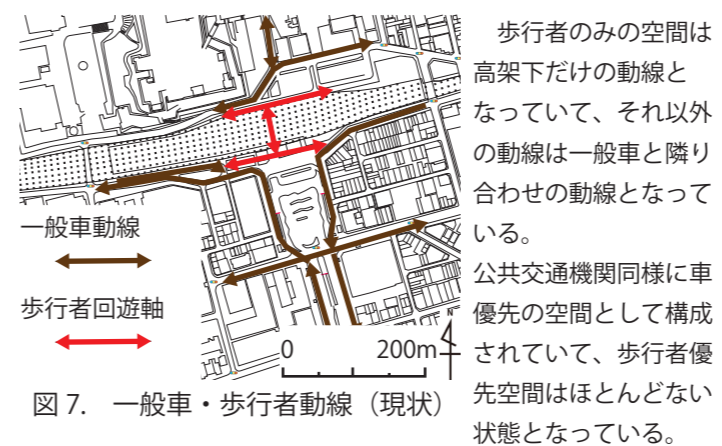 一般車動線
歩行者回遊軸
0 200m
N
図 7. 一般車・歩行者動線（現状）
歩行者のみの空間は
高架下だけの動線と
なっていて、それ以外
の動線は一般車と隣り
合わせの動線となって
いる。
公共交通機関同様に車
優先の空間として構成
されていて、歩行者優
先空間はほとんどない
状態となっている。